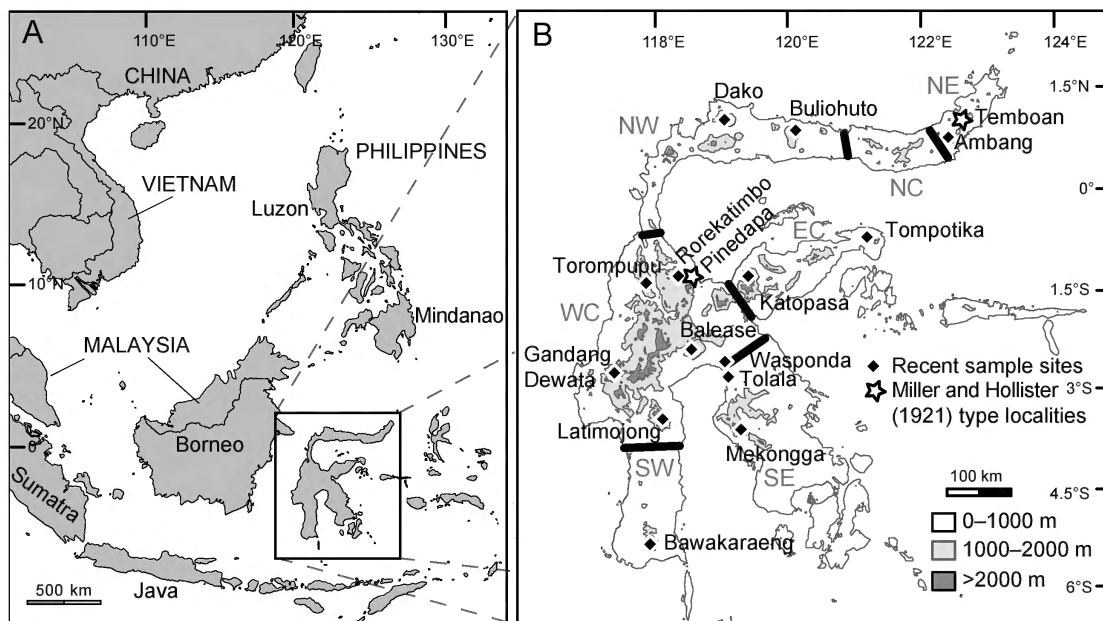 A
110°E
120°E
130°E
CHINA
20°N
PHILIPPINES
VIETNAM
Luzon
10°N
Mindanao
MALAYSIA
Borneo
0°
Sumatra
Java
500 km
B
118°E
120°E
122°E
124°E
1.5°N
NE
Dako
Buliohuto
Temboan
NW
Ambang
NC
0°
Rorekatimbo
Pinedapa
EC
Tompotika
Torompupu
1.5°S
Katopasa
WC
Balease
Gandang
Dewata
Wasponda
Tolala
Recent sample sites
Miller and Hollister
(1921) type localities
3°S
Latimojong
Mekongga
SW
SE
100 km
4.5°S
0–1000 m
1000–2000 m
>2000 m
Bawakaraeng
6°S